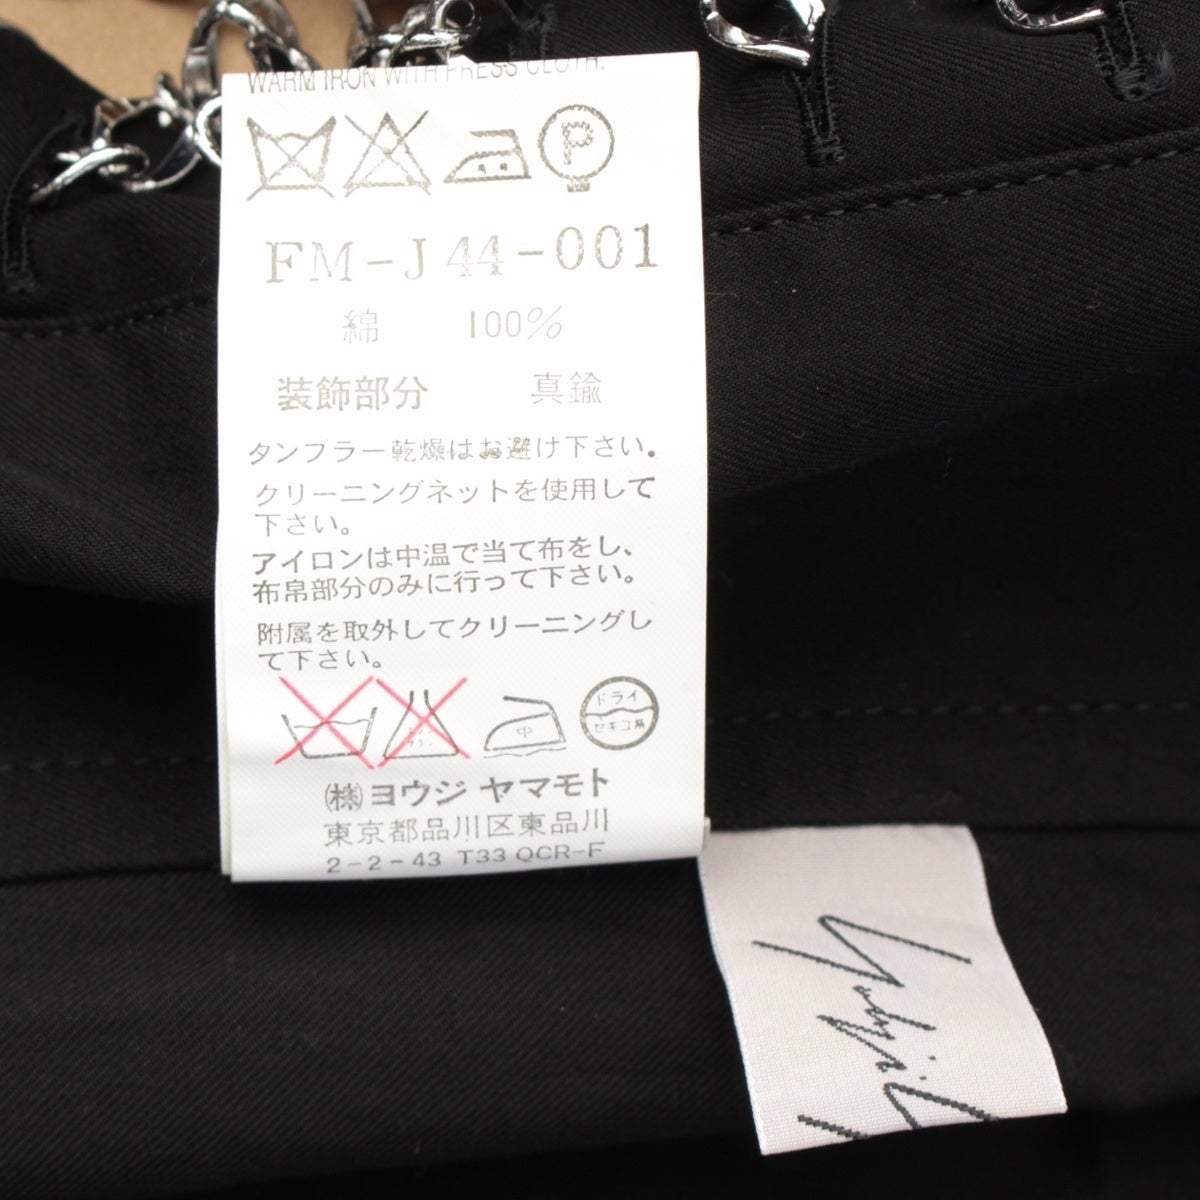 WARM IRON WITH PRESS CLOTH.
P
FM-J44-001
綿 100%
装飾部分 真鍮
タンブラー乾燥はお避け下さい。
クリーニングネットを使用して
下さい。
アイロンは中温で当て布をし、
布帛部分のみに行って下さい。
附属を取外してクリーニングし
て下さい。
中
ドライ
セキユ系
㈱ヨウジ ヤマモト
東京都品川区東品川
2-2-43 T33 QCR-F
Yohji Y